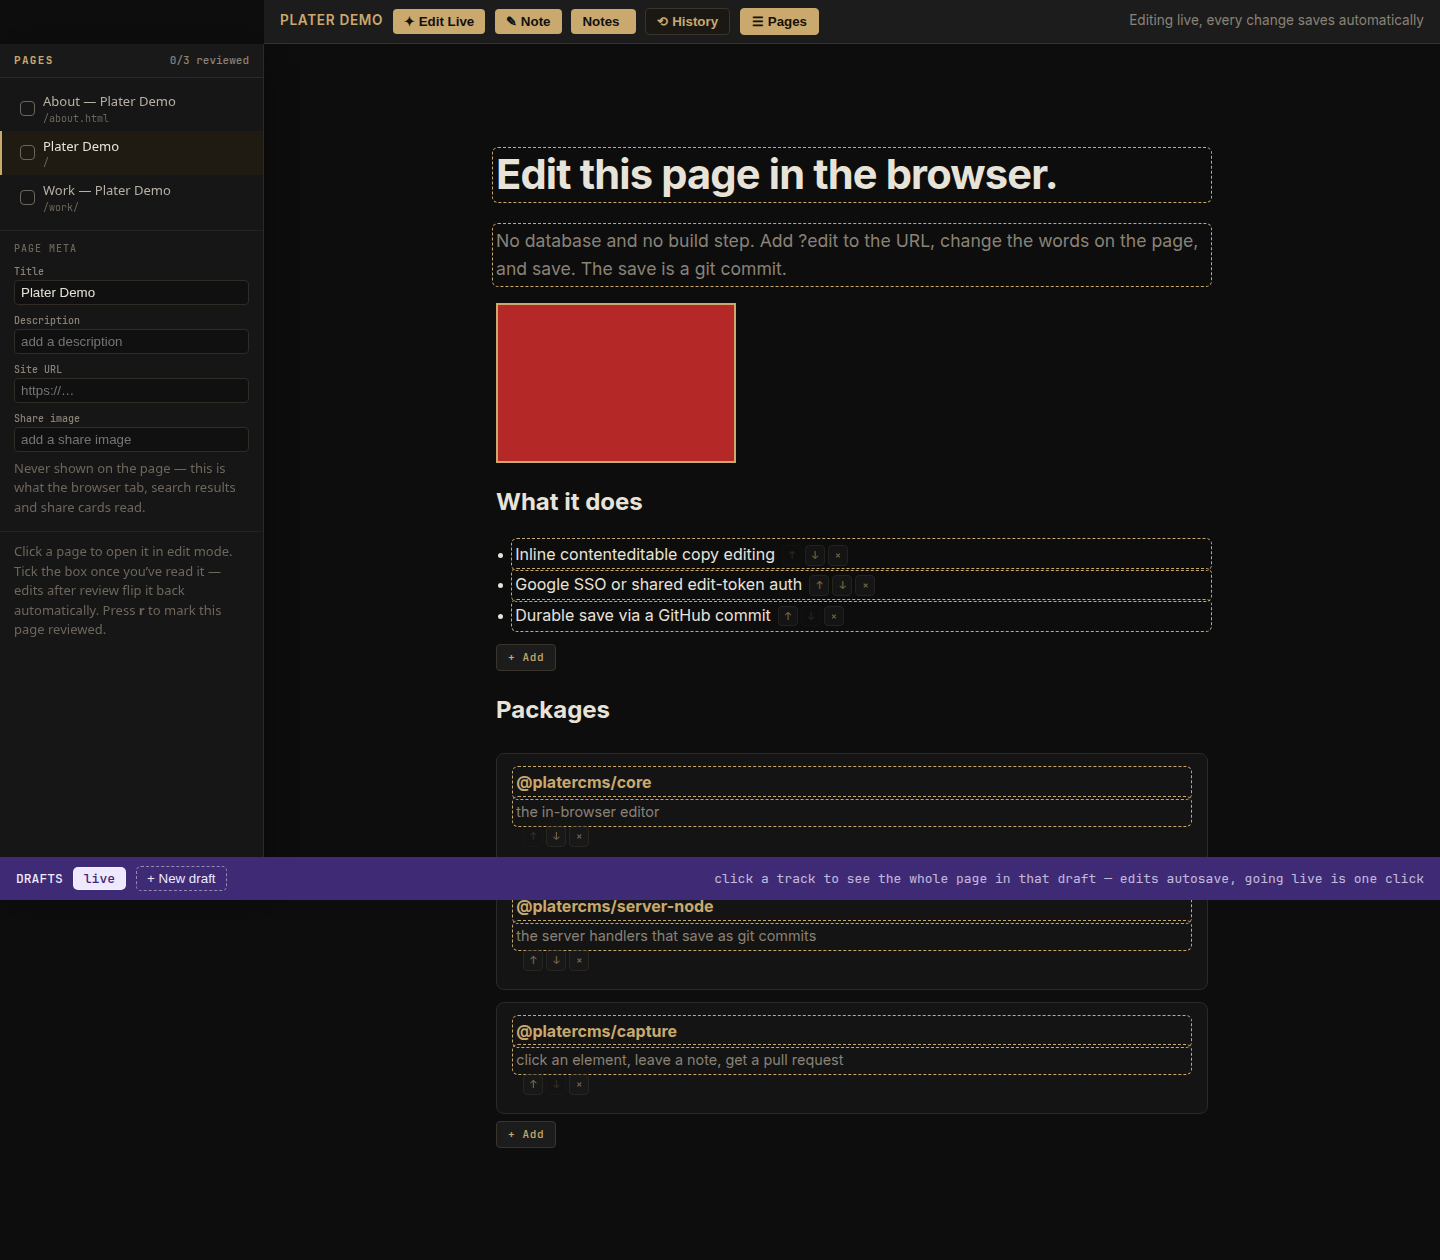 PLATER DEMO ✦ Edit Live ✎ Note Notes ⟲ History ☰ Pages Editing live, every change saves automatically
PAGES 0/3 reviewed
About — Plater Demo
/about.html
Plater Demo
/
Work — Plater Demo
/work/
PAGE META
Title
Plater Demo
Description
add a description
Site URL
https://…
Share image
add a share image
Never shown on the page — this is
what the browser tab, search results
and share cards read.
Click a page to open it in edit mode.
Tick the box once you’ve read it —
edits after review flip it back
automatically. Press r to mark this
page reviewed.
Edit this page in the browser.
No database and no build step. Add ?edit to the URL, change the words on the page,
and save. The save is a git commit.
What it does
• Inline contenteditable copy editing ↑ ↓ ×
• Google SSO or shared edit-token auth ↑ ↓ ×
• Durable save via a GitHub commit ↑ ↓ ×
+ Add
Packages
@platercms/core
the in-browser editor
↑ ↓ ×
DRAFTS live + New draft click a track to see the whole page in that draft — edits autosave, going live is one click
@platercms/server-node
the server handlers that save as git commits
↑ ↓ ×
@platercms/capture
click an element, leave a note, get a pull request
↑ ↓ ×
+ Add